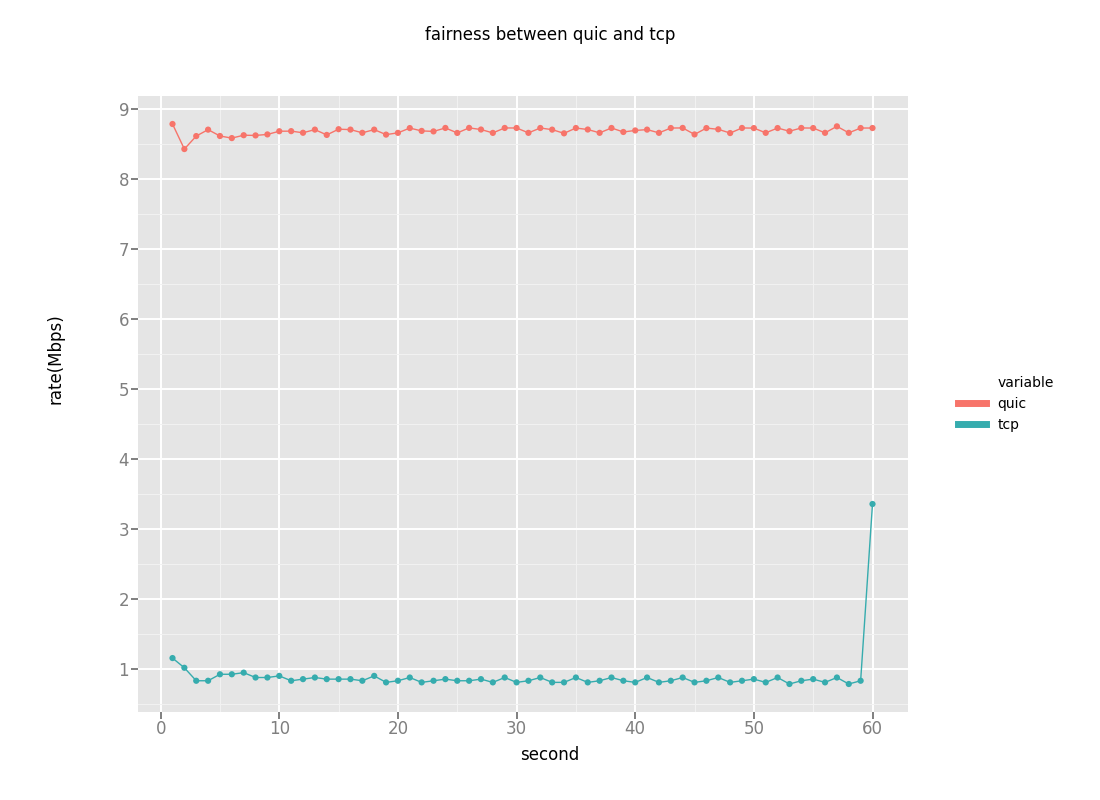 fairness between quic and tcp
rate(Mbps)
9
8
7
6
5
4
3
2
1
0 10 20 30 40 50 60
second
variable
quic
tcp